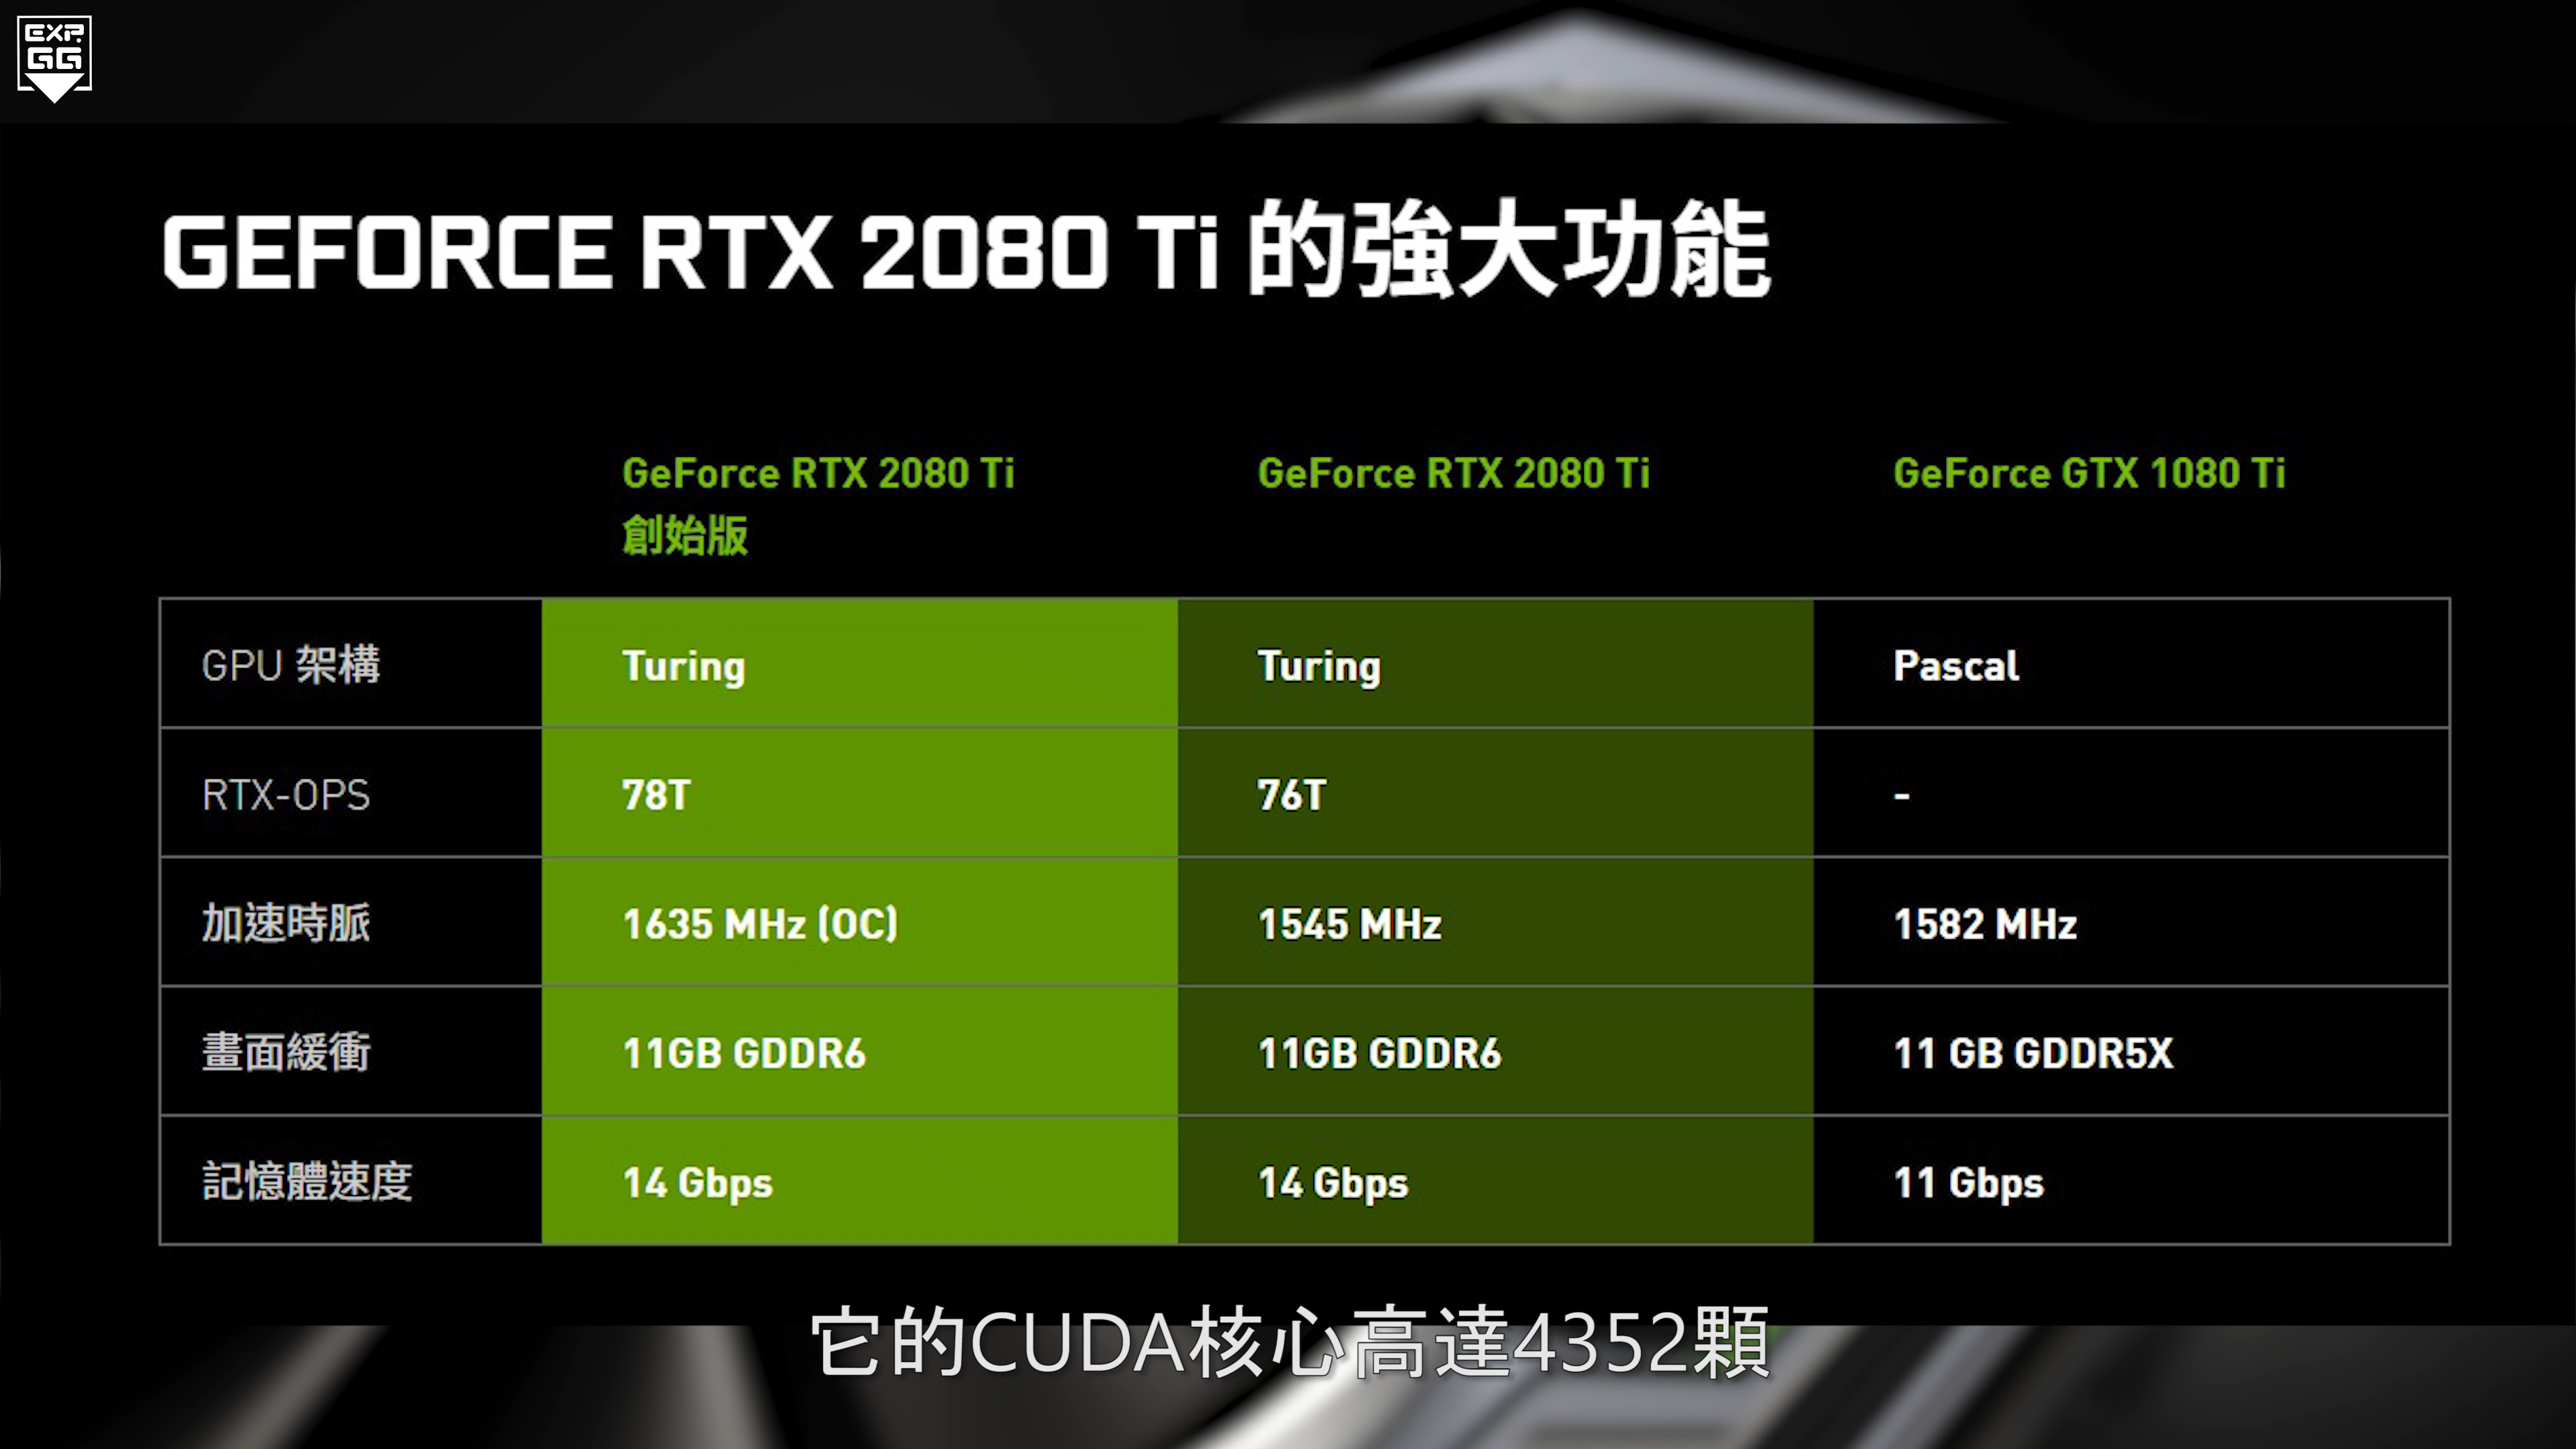 EXP.
GG
GEFORCE RTX 2080 Ti 的強大功能
GeForce RTX 2080 Ti 創始版
GeForce RTX 2080 Ti
GeForce GTX 1080 Ti
GPU 架構 Turing Turing Pascal
RTX-OPS 78T 76T -
加速時脈 1635 MHz (OC) 1545 MHz 1582 MHz
畫面緩衝 11GB GDDR6 11GB GDDR6 11 GB GDDR5X
記憶體速度 14 Gbps 14 Gbps 11 Gbps
它的CUDA核心高達4352顆